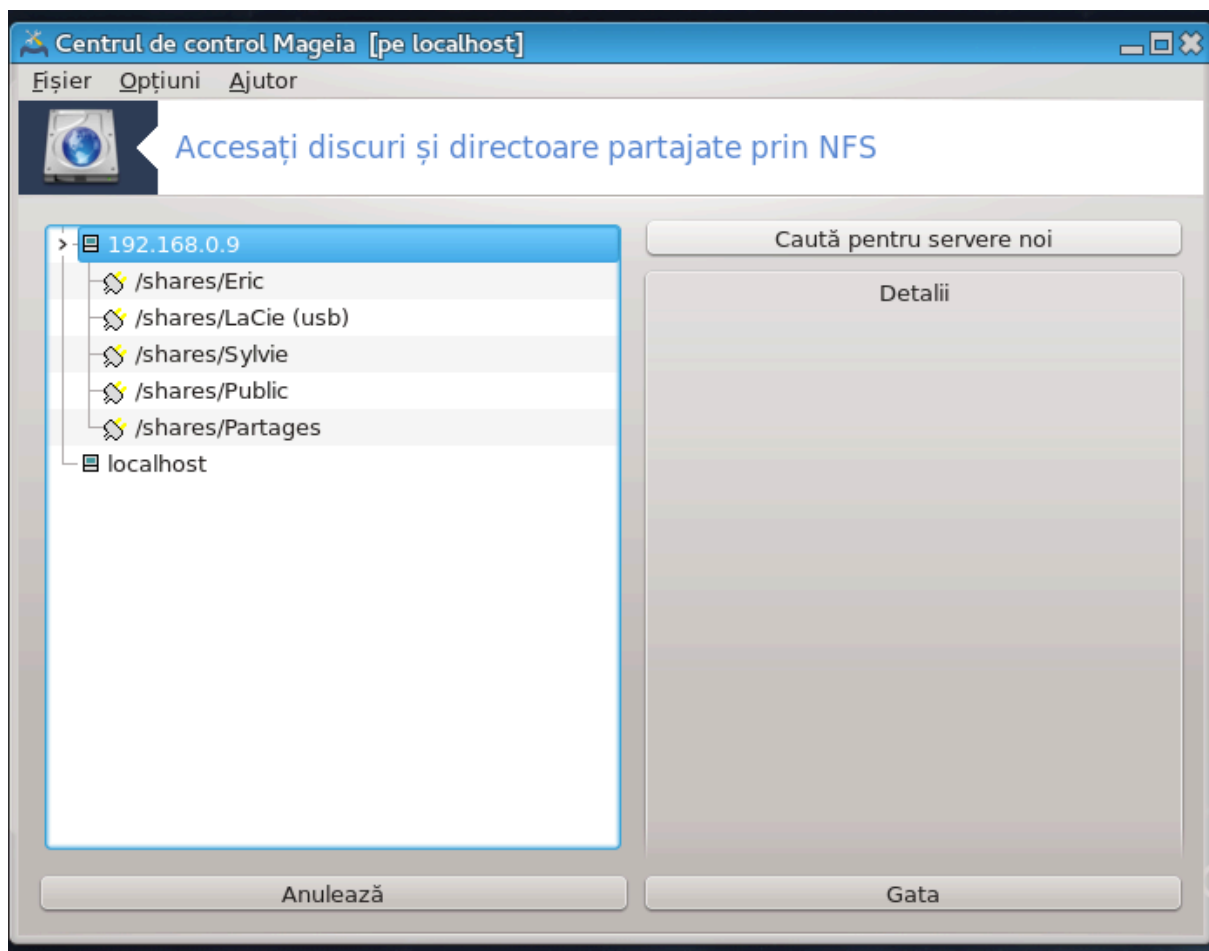 Centrul de control Mageia [pe localhost]
Fișier Opțiuni Ajutor
Accesați discuri și directoare partajate prin NFS
192.168.0.9
/shares/Eric
/shares/LaCie (usb)
/shares/Sylvie
/shares/Public
/shares/Partages
localhost
Caută pentru servere noi
Detalii
Anulează
Gata